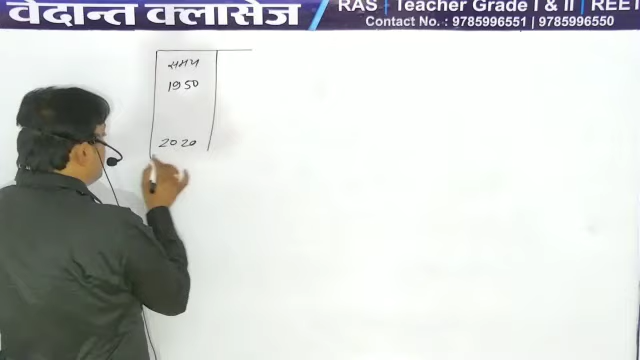 वेदान्त क्लासेज
RAS | Teacher Grade I & II | REET
Contact No. : 9785996551 | 9785996550
समय
1950
2020